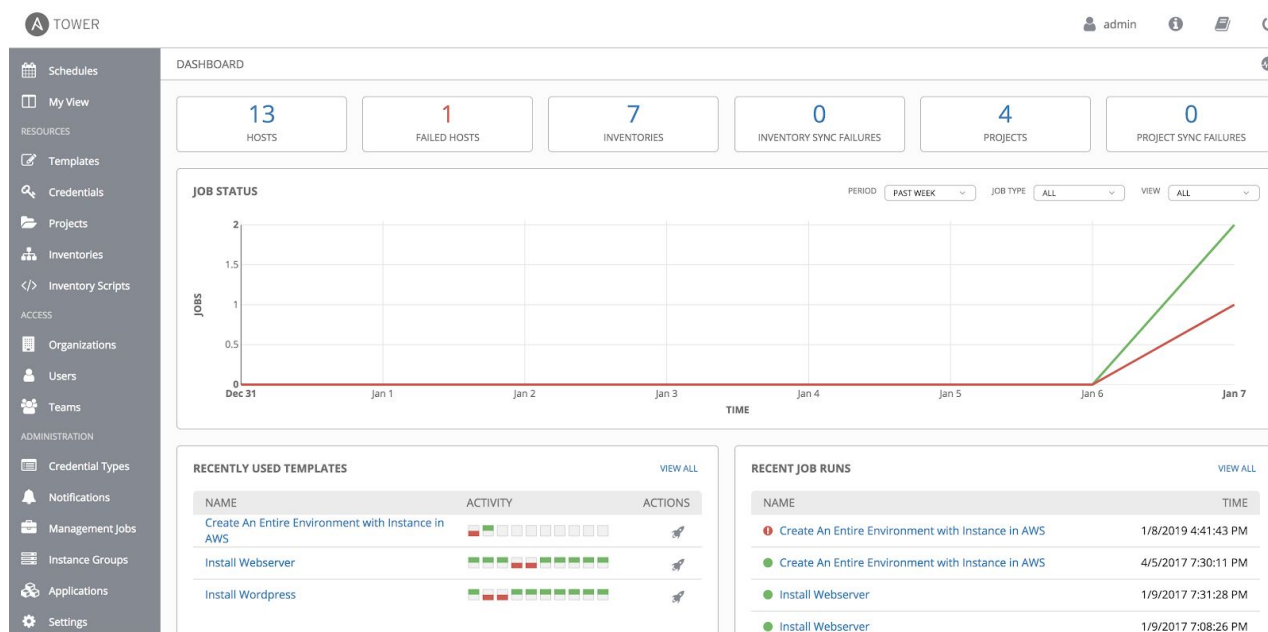 A TOWER
admin
Schedules
My View
RESOURCES
Templates
Credentials
Projects
Inventories
Inventory Scripts
ACCESS
Organizations
Users
Teams
ADMINISTRATION
Credential Types
Notifications
Management Jobs
Instance Groups
Applications
Settings
DASHBOARD
13
HOSTS
1
FAILED HOSTS
7
INVENTORIES
0
INVENTORY SYNC FAILURES
4
PROJECTS
0
PROJECT SYNC FAILURES
JOB STATUS
PERIOD PAST WEEK JOB TYPE ALL VIEW ALL
2
1.5
1
0.5
0
JOBS
Dec 31 Jan 1 Jan 2 Jan 3 Jan 4 Jan 5 Jan 6 Jan 7
TIME
RECENTLY USED TEMPLATES VIEW ALL
NAME ACTIVITY ACTIONS
Create An Entire Environment with Instance in
AWS
Install Webserver
Install Wordpress
RECENT JOB RUNS VIEW ALL
NAME TIME
Create An Entire Environment with Instance in AWS 1/8/2019 4:41:43 PM
Create An Entire Environment with Instance in AWS 4/5/2017 7:30:11 PM
Install Webserver 1/9/2017 7:31:28 PM
Install Webserver 1/9/2017 7:08:26 PM